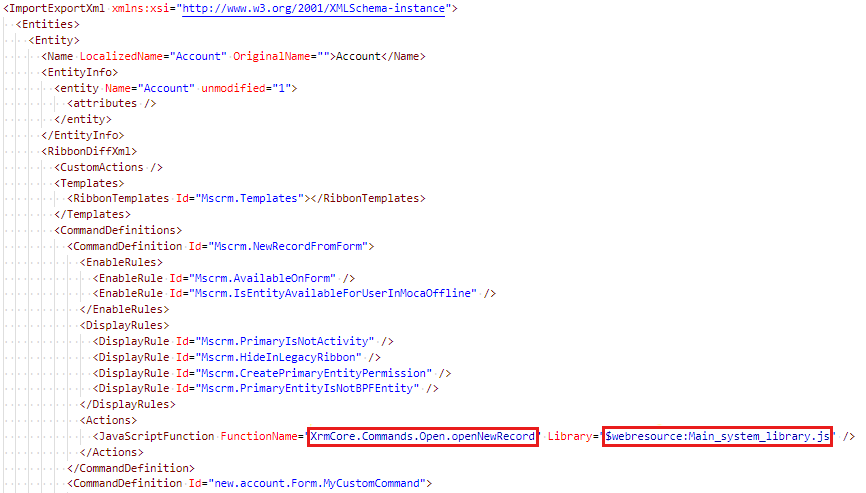 <ImportExportXml xmlns:xsi="http://www.w3.org/2001/XMLSchema-instance">
<Entities>
<Entity>
<Name LocalizedName="Account" OriginalName="">Account</Name>
<EntityInfo>
<entity Name="Account" unmodified="1">
<attributes />
</entity>
</EntityInfo>
<RibbonDiffXml>
<CustomActions />
<Templates>
<RibbonTemplates Id="Mscrm.Templates"></RibbonTemplates>
</Templates>
<CommandDefinitions>
<CommandDefinition Id="Mscrm.NewRecordFromForm">
<EnableRules>
<EnableRule Id="Mscrm.AvailableOnForm" />
<EnableRule Id="Mscrm.IsEntityAvailableForUserInMocaOffline" />
</EnableRules>
<DisplayRules>
<DisplayRule Id="Mscrm.PrimaryIsNotActivity" />
<DisplayRule Id="Mscrm.HideInLegacyRibbon" />
<DisplayRule Id="Mscrm.CreatePrimaryEntityPermission" />
<DisplayRule Id="Mscrm.PrimaryEntityIsNotBPFEntity" />
</DisplayRules>
<Actions>
<JavaScriptFunction FunctionName="XrmCore.Commands.Open.openNewRecord" Library="$webresource:Main_system_library.js" />
</Actions>
</CommandDefinition>
<CommandDefinition Id="new.account.Form.MyCustomCommand">